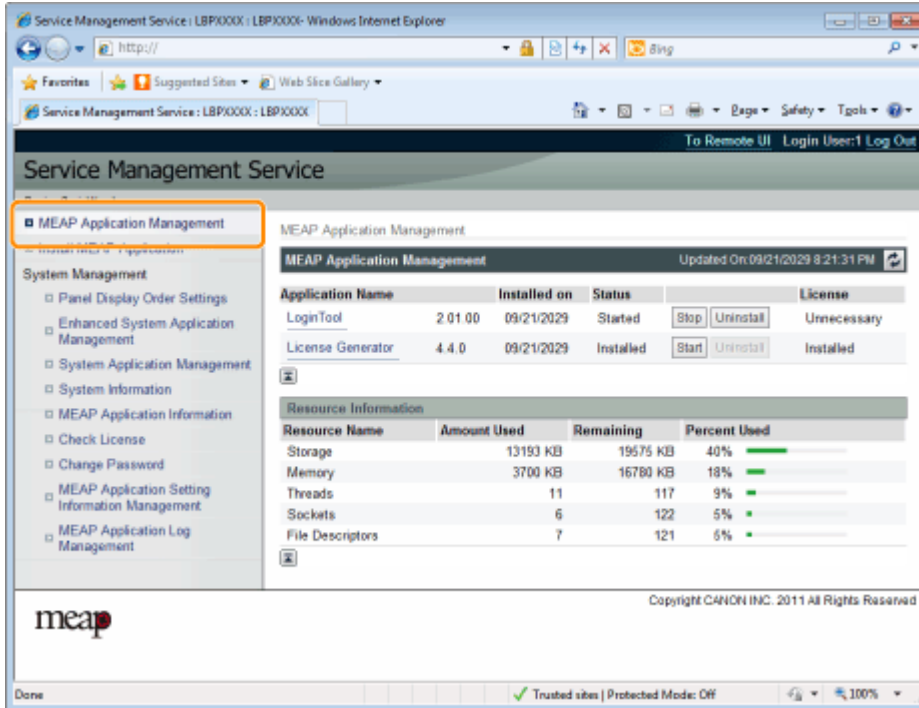 Service Management Service : LBPXXXX : LBPXXXX- Windows Internet Explorer
http://
Bing
Favorites Suggested Sites Web Slice Gallery
Service Management Service : LBPXXXX : LBPXXXX
Page Safety Tools
To Remote UI Login User:1 Log Out
Service Management Service
MEAP Application Management
Install MEAP Application
System Management
Panel Display Order Settings
Enhanced System Application
Management
System Application Management
System Information
MEAP Application Information
Check License
Change Password
MEAP Application Setting
Information Management
MEAP Application Log
Management
MEAP Application Management
MEAP Application Management Updated On:09/21/2029 8:21:31 PM
Application Name Installed on Status License
LoginTool 2.01.00 09/21/2029 Started Stop Uninstall Unnecessary
License Generator 4.4.0 09/21/2029 Installed Start Uninstall Installed
Resource Information
Resource Name Amount Used Remaining Percent Used
Storage 13193 KB 19575 KB 40%
Memory 3700 KB 16780 KB 18%
Threads 11 117 9%
Sockets 6 122 5%
File Descriptors 7 121 6%
Copyright CANON INC. 2011 All Rights Reserved
meap
Done Trusted sites | Protected Mode: Off 100%